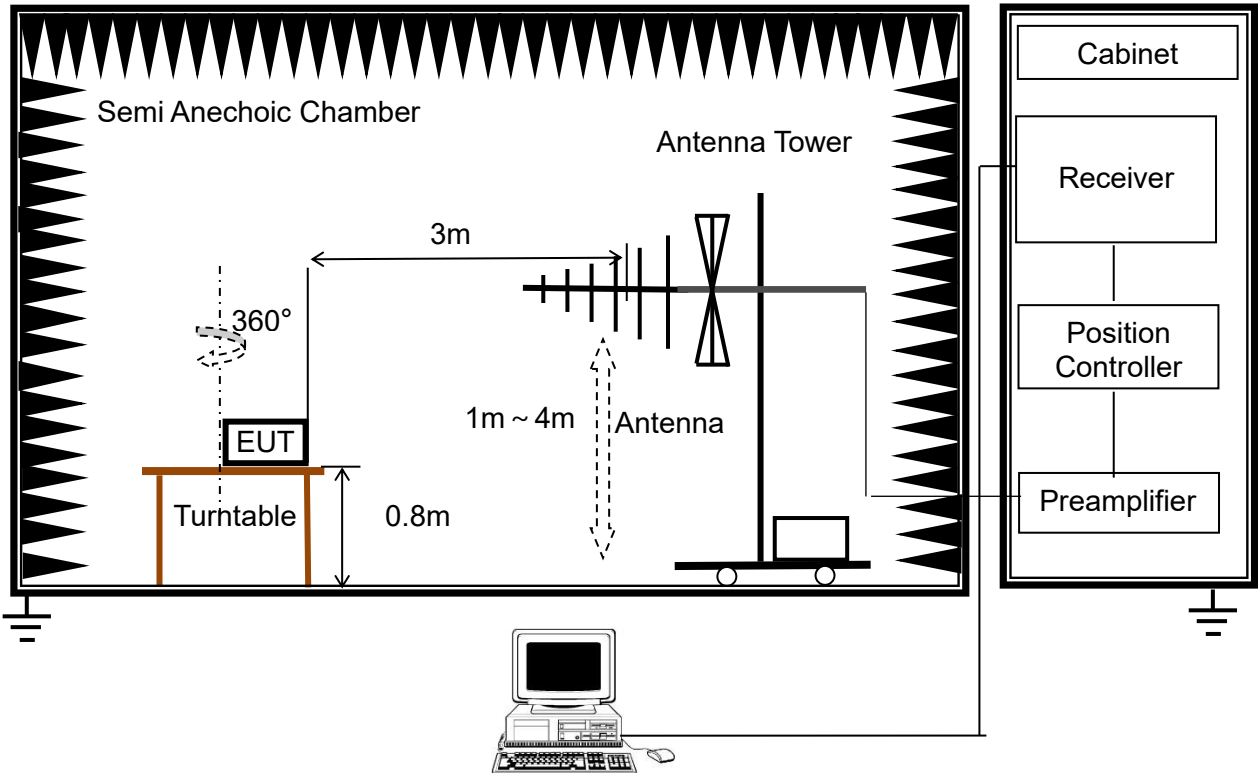 Cabinet
Semi Anechoic Chamber
Antenna Tower
Receiver
3m
360°
Position
Controller
1m ~ 4m
Antenna
EUT
Turntable
0.8m
Preamplifier